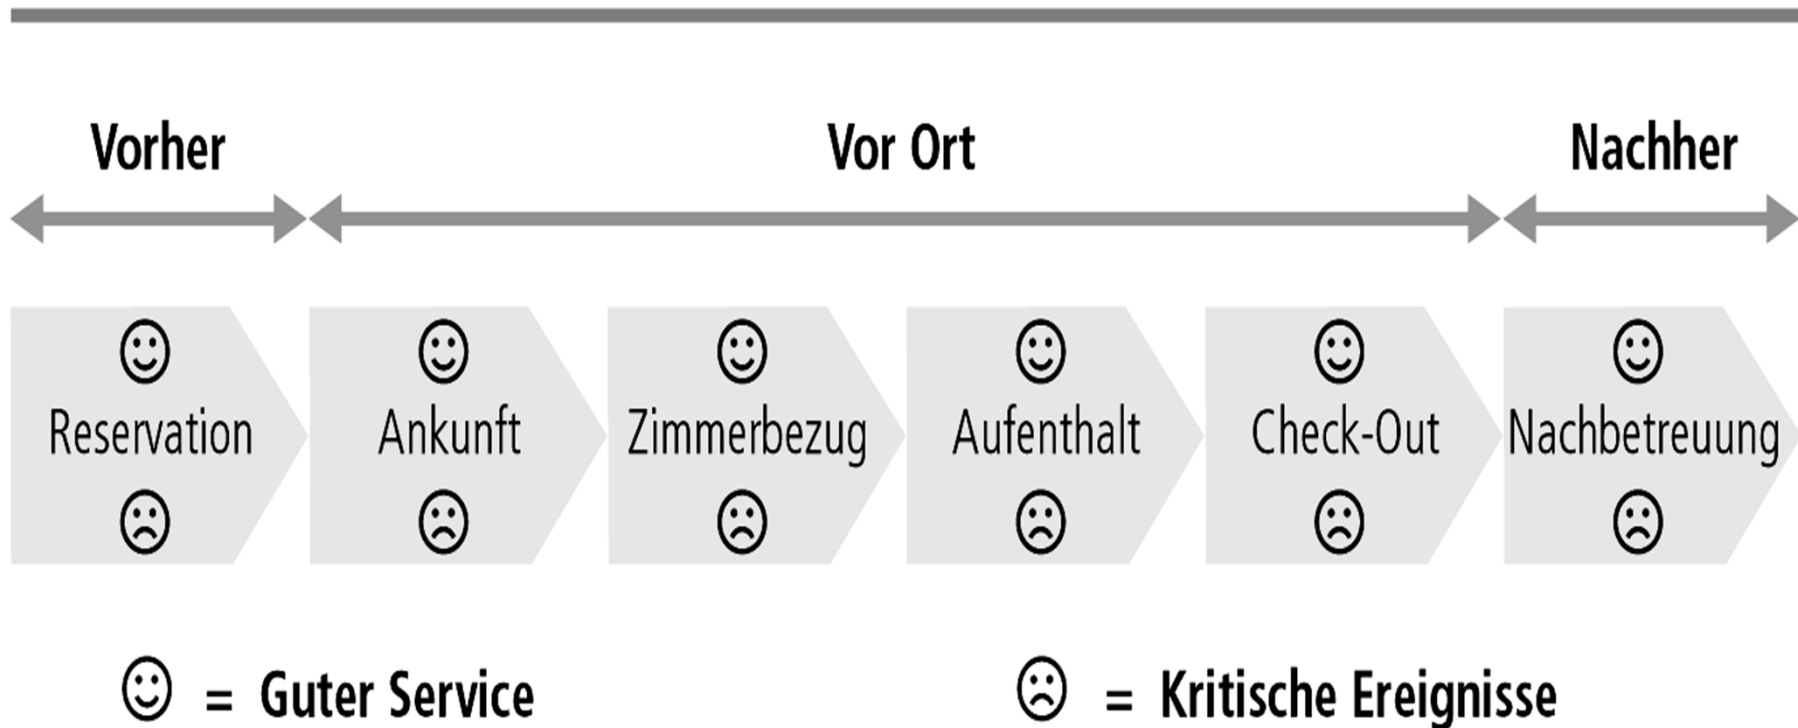 Vorher Vor Ort Nachher
Reservation Ankunft Zimmerbezug Aufenthalt Check-Out Nachbetreuung
= Guter Service = Kritische Ereignisse